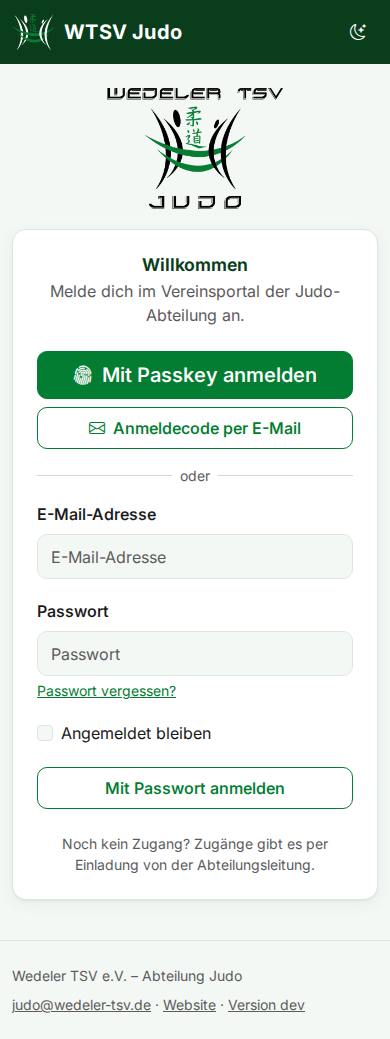 WTSV Judo
WEDELER TSV
柔
道
JUDO
Willkommen
Melde dich im Vereinsportal der Judo-
Abteilung an.
Mit Passkey anmelden
Anmeldecode per E-Mail
oder
E-Mail-Adresse
E-Mail-Adresse
Passwort
Passwort
Passwort vergessen?
Angemeldet bleiben
Mit Passwort anmelden
Noch kein Zugang? Zugänge gibt es per
Einladung von der Abteilungsleitung.
Wedeler TSV e.V. – Abteilung Judo
judo@wedeler-tsv.de · Website · Version dev